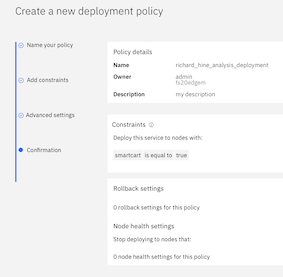 Create a new deployment policy
Name your policy
Add constraints
Advanced settings
Confirmation
Policy details
Name richard_hine_analysis_deployment
Owner admin
fs20edgem
Description my description
Constraints
Deploy this service to nodes with:
smartcart is equal to true
Rollback settings
0 rollback settings for this policy
Node health settings
Stop deploying to nodes that:
0 node health settings for this policy